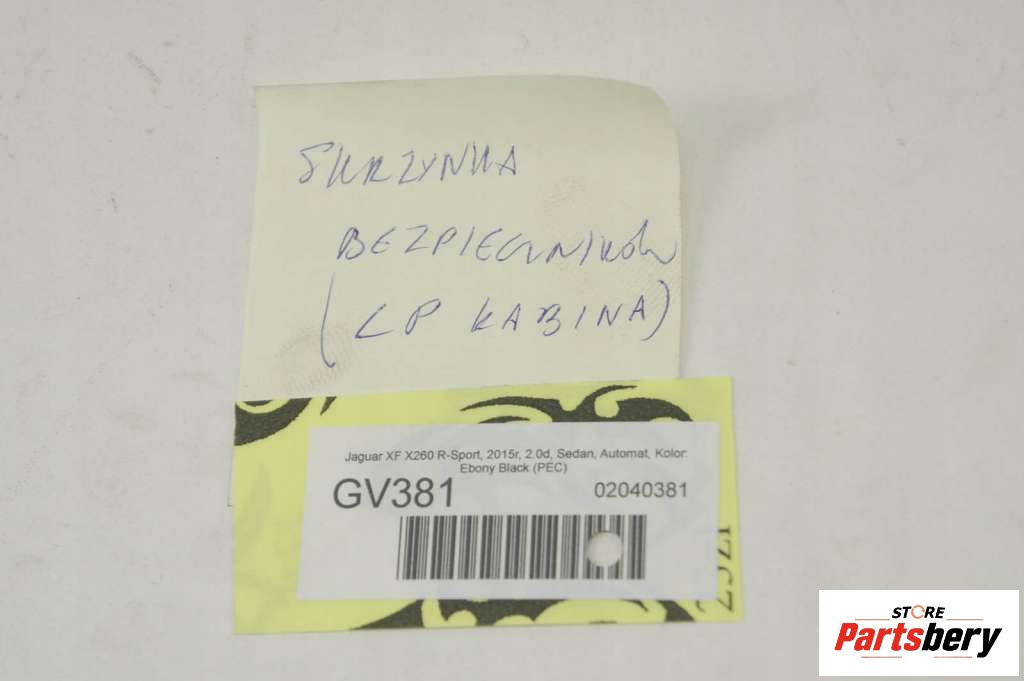 SKRZYNKA
BEZPIECZNIKÓW
(LP KABINA)
Jaguar XF X260 R-Sport, 2015r, 2.0d, Sedan, Automat, Kolor:
Ebony Black (PEC)
GV381 02040381
STORE
Partsbery